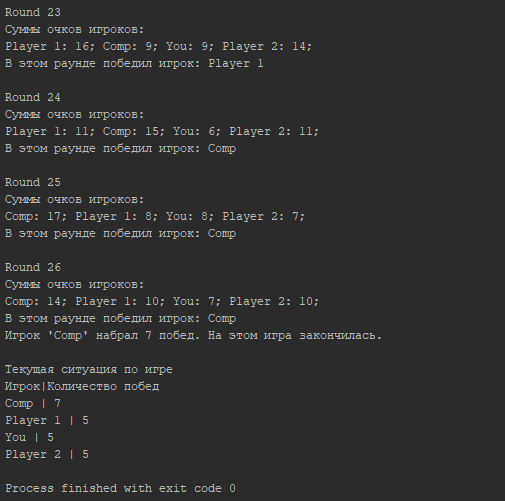 Round 23
Суммы очков игроков:
Player 1: 16; Comp: 9; You: 9; Player 2: 14;
В этом раунде победил игрок: Player 1
Round 24
Суммы очков игроков:
Player 1: 11; Comp: 15; You: 6; Player 2: 11;
В этом раунде победил игрок: Comp
Round 25
Суммы очков игроков:
Comp: 17; Player 1: 8; You: 8; Player 2: 7;
В этом раунде победил игрок: Comp
Round 26
Суммы очков игроков:
Comp: 14; Player 1: 10; You: 7; Player 2: 10;
В этом раунде победил игрок: Comp
Игрок 'Comp' набрал 7 побед. На этом игра закончилась.
Текущая ситуация по игре
Игрок|Количество побед
Comp | 7
Player 1 | 5
You | 5
Player 2 | 5
Process finished with exit code 0